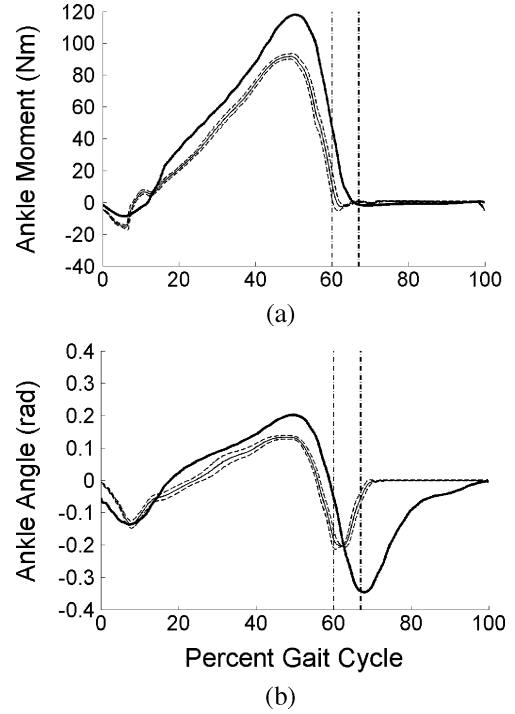 120
100
80
60
40
20
0
-20
-40
Ankle Moment (Nm)
0 20 40 60 80 100
(a)
0.4
0.3
0.2
0.1
0
-0.1
-0.2
-0.3
-0.4
Ankle Angle (rad)
0 20 40 60 80 100
Percent Gait Cycle
(b)